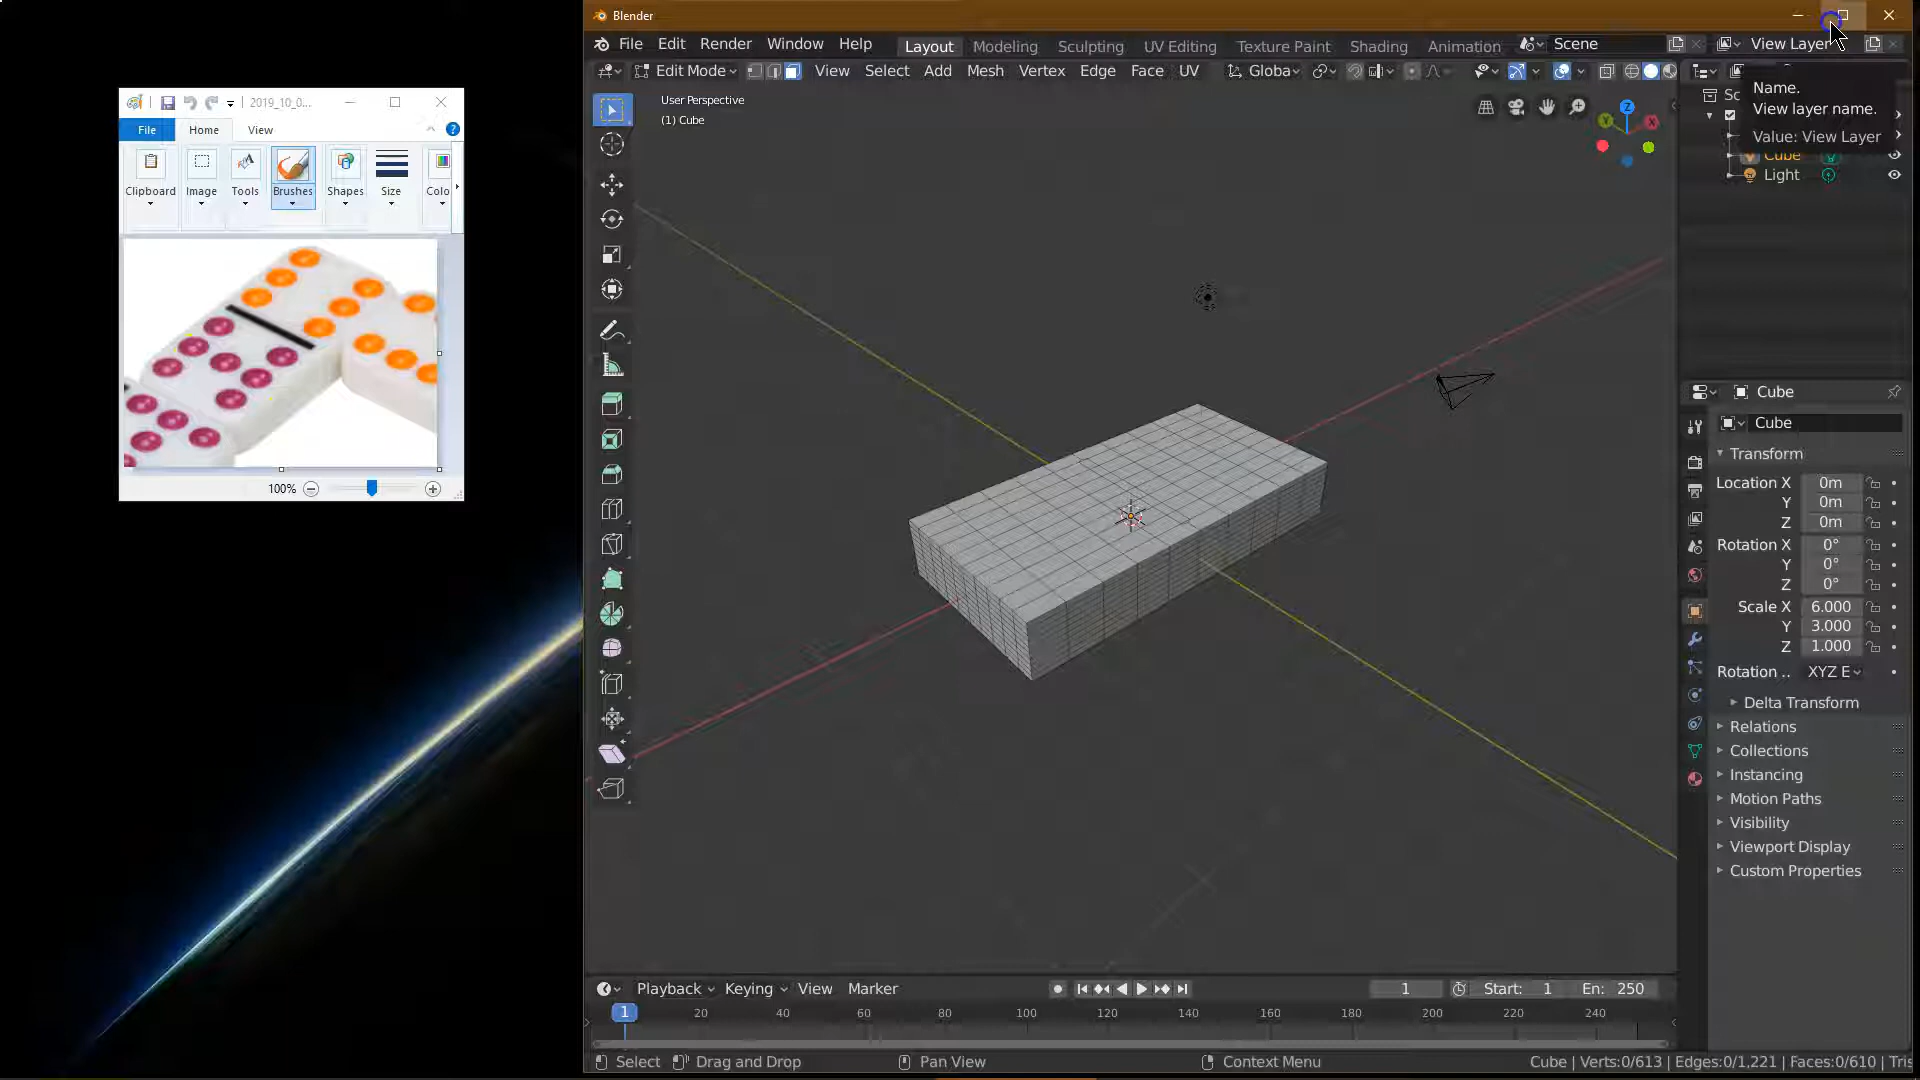 2019_10_0...
File Home View
Clipboard Image Tools Brushes Shapes Size Colo
100%
Blender
File Edit Render Window Help Layout Modeling Sculpting UV Editing Texture Paint Shading Animation Scene View Layer
Edit Mode View Select Add Mesh Vertex Edge Face UV Globa
User Perspective
(1) Cube
Z
Y
X
Sc
Name.
View layer name.
Value: View Layer
Cube
Light
Cube
Cube
Transform
Location X 0m
Y 0m
Z 0m
Rotation X 0°
Y 0°
Z 0°
Scale X 6.000
Y 3.000
Z 1.000
Rotation .. XYZ E
Delta Transform
Relations
Collections
Instancing
Motion Paths
Visibility
Viewport Display
Custom Properties
Playback Keying View Marker 1 Start: 1 En: 250
1 20 40 60 80 100 120 140 160 180 200 220 240
Select Drag and Drop Pan View Context Menu Cube | Verts:0/613 | Edges:0/1,221 | Faces:0/610 | Tris